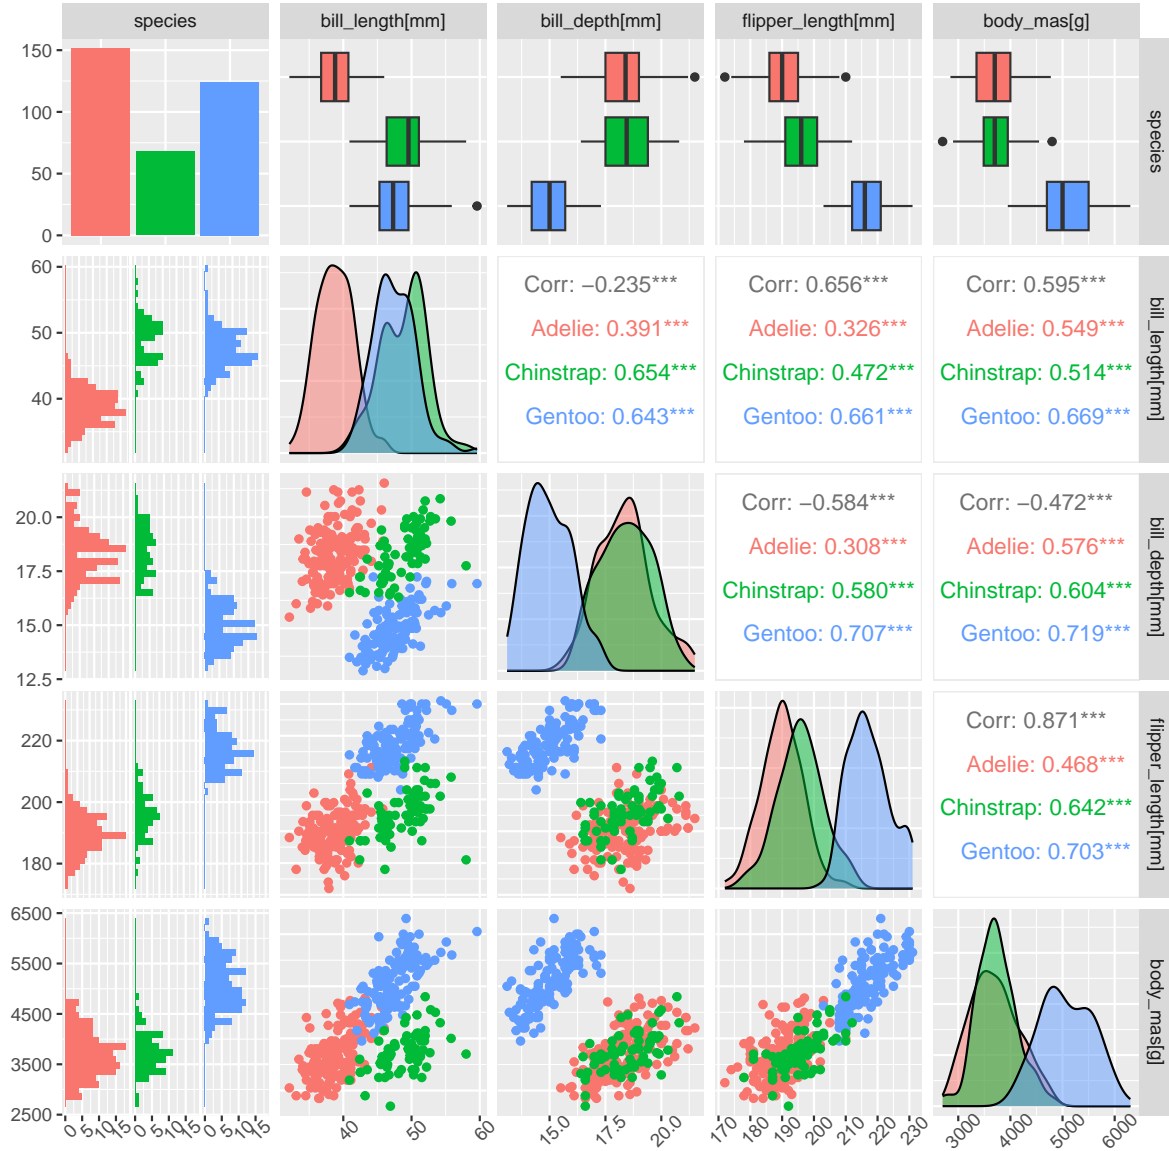 species
bill_length[mm]
bill_depth[mm]
flipper_length[mm]
body_mas[g]
150
100
50
0
species
60
50
40
Corr: −0.235***
Adelie: 0.391***
Chinstrap: 0.654***
Gentoo: 0.643***
Corr: 0.656***
Adelie: 0.326***
Chinstrap: 0.472***
Gentoo: 0.661***
Corr: 0.595***
Adelie: 0.549***
Chinstrap: 0.514***
Gentoo: 0.669***
bill_length[mm]
20.0
17.5
15.0
12.5
Corr: −0.584***
Adelie: 0.308***
Chinstrap: 0.580***
Gentoo: 0.707***
Corr: −0.472***
Adelie: 0.576***
Chinstrap: 0.604***
Gentoo: 0.719***
bill_depth[mm]
220
200
180
Corr: 0.871***
Adelie: 0.468***
Chinstrap: 0.642***
Gentoo: 0.703***
flipper_length[mm]
6500
5500
4500
3500
2500
body_mas[g]
0 5 10 15 0 5 10 15 0 5 10 15
40 50 60
15.0 17.5 20.0
170 180 190 200 210 220 230
3000 4000 5000 6000